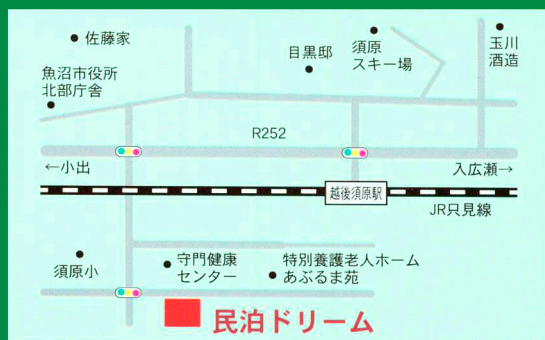 佐藤家
目黒邸
須原
スキー場
玉川
酒造
魚沼市役所
北部庁舎
R252
←小出
入広瀬→
越後須原駅
JR只見線
須原小
守門健康
センター
特別養護老人ホーム
あぶるま苑
民泊ドリーム